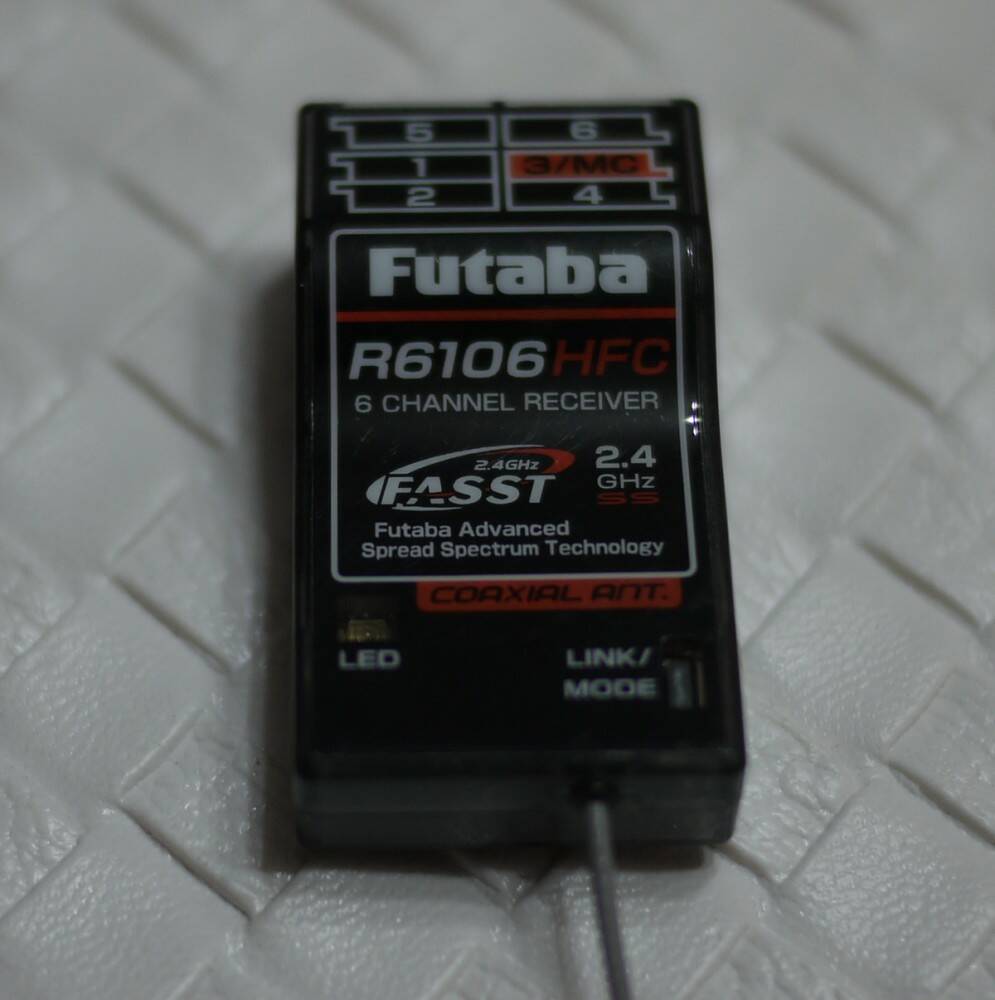 5 6
1 3/MC
2 4
Futaba
R6106HFC
6 CHANNEL RECEIVER
2.4GHz
FASST
2.4
GHz
SS
Futaba Advanced
Spread Spectrum Technology
COAXIAL ANT.
LED
LINK/
MODE